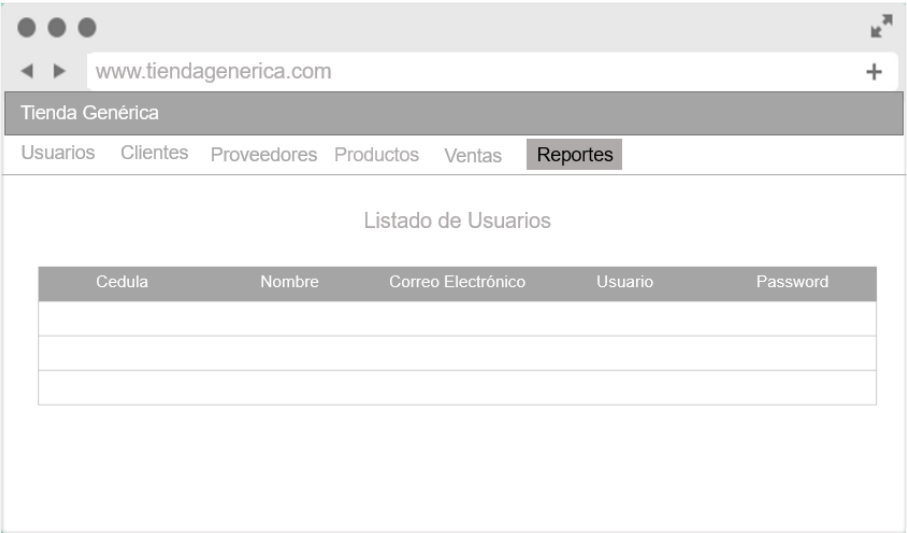 www.tiendagenerica.com
Tienda Genérica
Usuarios Clientes Proveedores Productos Ventas Reportes
Listado de Usuarios
Cedula Nombre Correo Electrónico Usuario Password